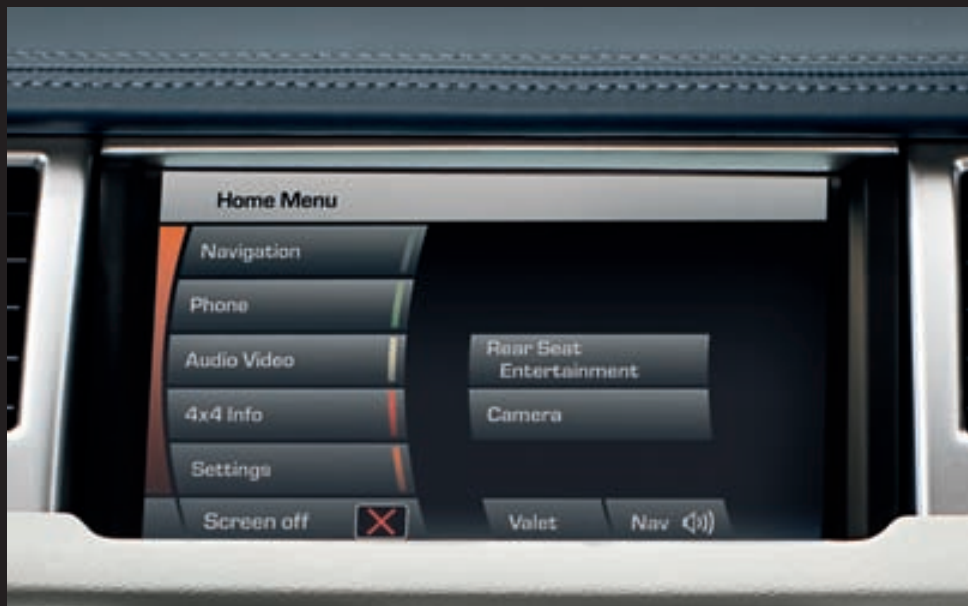 Home Menu
Navigation
Phone
Audio Video
4x4 Info
Settings
Screen off
Rear Seat
Entertainment
Camera
Valet
Nav